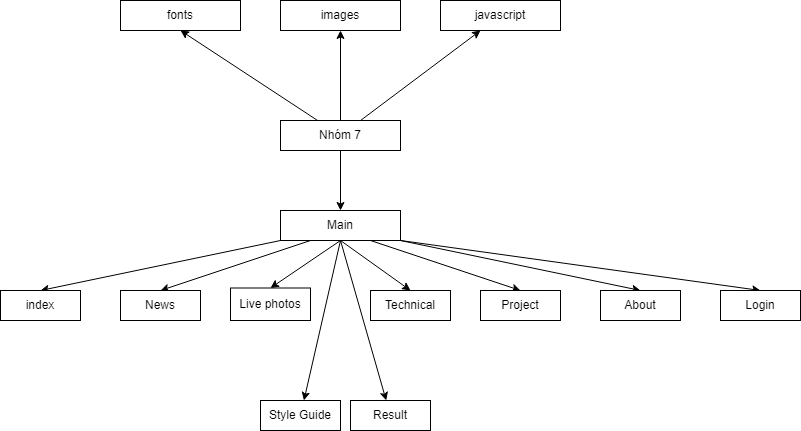 fonts
images
javascript
Nhóm 7
Main
index
News
Live photos
Technical
Project
About
Login
Style Guide
Result